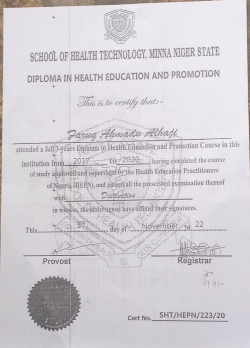 SCHOOL OF HEALTH TECHNOLOGY, MINNA NIGER STATE
DIPLOMA IN HEALTH EDUCATION AND PROMOTION
This is to certify that:-
Faruq Ahmadu Alhaji
attended a full 3-years Diploma in Health Education and Promotion Course in this
institution from 2017 to 2020 having completed the
of study approved and supervised by the Health Education Practitioners
of Nigeria (HEPN), and passed all the prescribed examination thereof
with Distinction
in witness, the undersigned have affixed their signatures.
This 3rd day of November 22
Provost Registrar
Cert No. SHT/HEPN/223/20